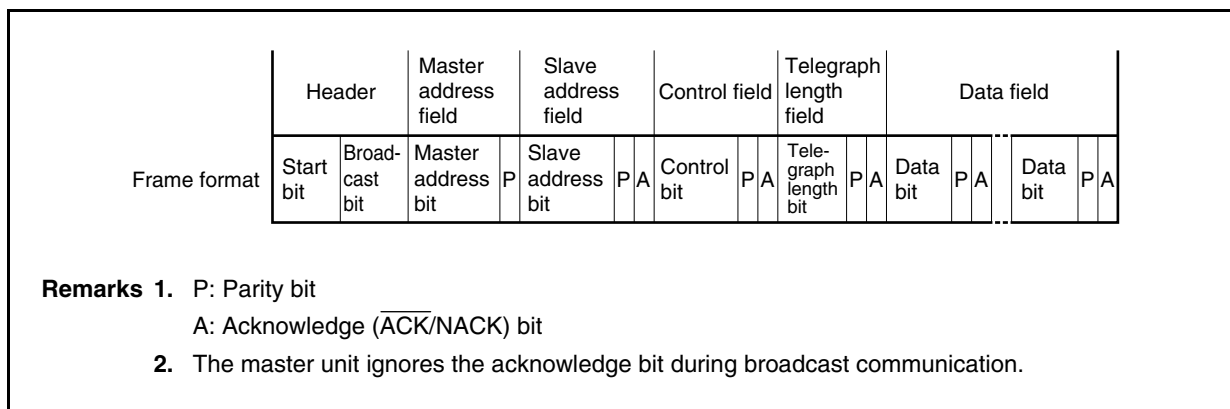 Header
Master address field
Slave address field
Control field
Telegraph length field
Data field
Frame format
Start bit
Broad-cast bit
Master address bit
P
Slave address bit
P
A
Control bit
P
A
Tele-graph length bit
P
A
Data bit
P
A
Data bit
P
A
Remarks 1. P: Parity bit
A: Acknowledge (A̅C̅K̅/NACK) bit
2. The master unit ignores the acknowledge bit during broadcast communication.